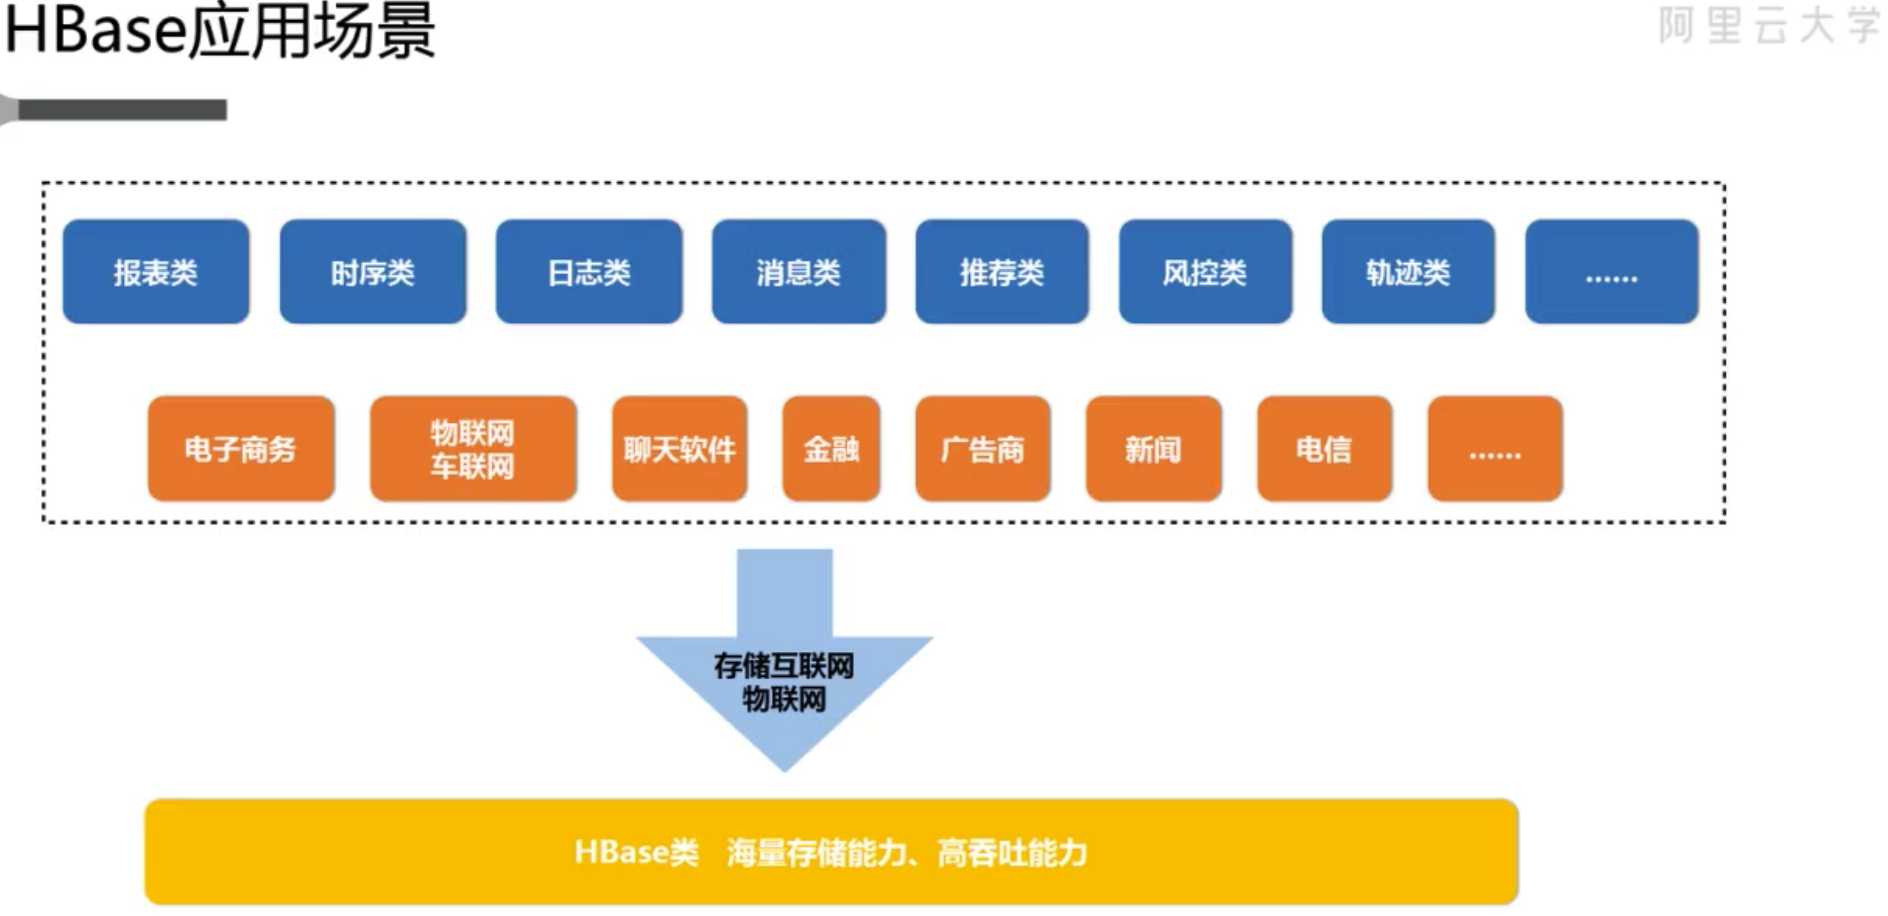 HBase应用场景
阿里云大学
报表类
时序类
日志类
消息类
推荐类
风控类
轨迹类
......
电子商务
物联网
车联网
聊天软件
金融
广告商
新闻
电信
......
存储互联网
物联网
HBase类 海量存储能力、高吞吐能力